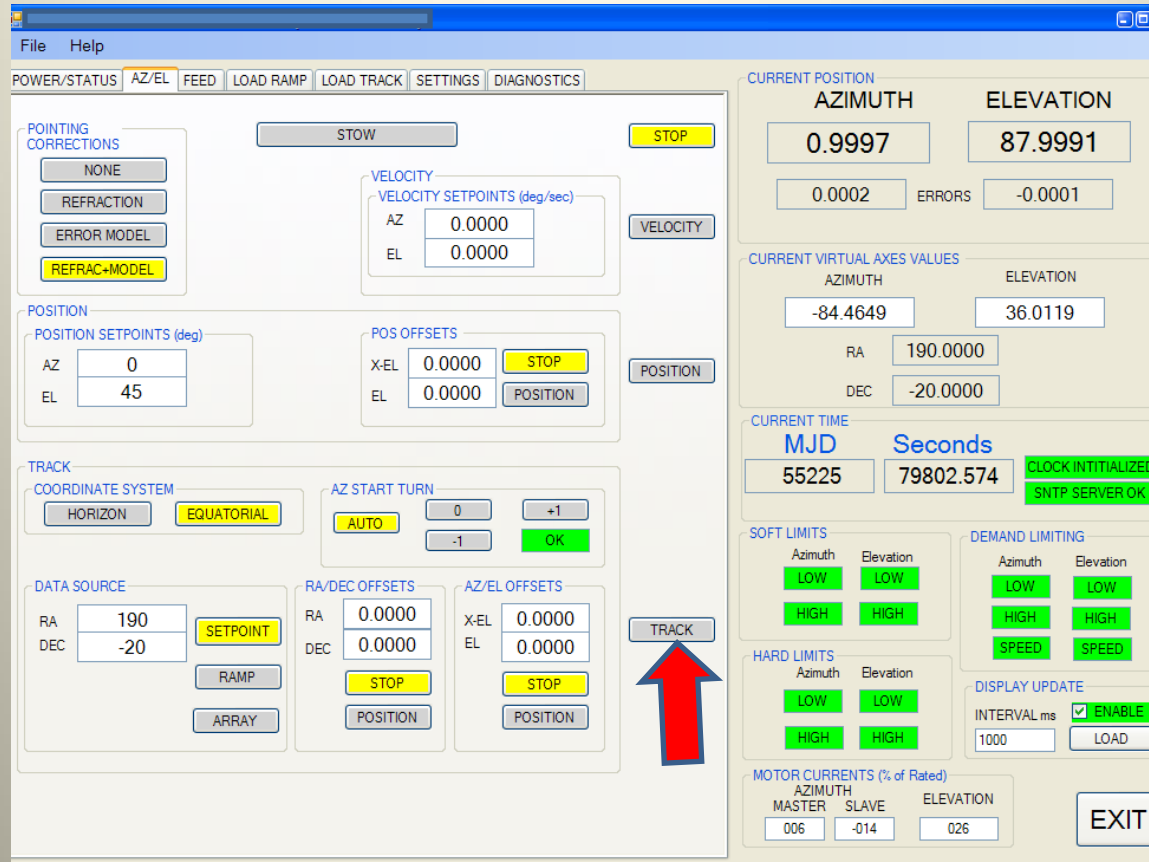 File Help
POWER/STATUS AZ/EL FEED LOAD RAMP LOAD TRACK SETTINGS DIAGNOSTICS
POINTING
CORRECTIONS
NONE
REFRACTION
ERROR MODEL
REFRAC+MODEL
STOW
STOP
VELOCITY
VELOCITY SETPOINTS (deg/sec)
AZ 0.0000
EL 0.0000
VELOCITY
POSITION
POSITION SETPOINTS (deg)
AZ 0
EL 45
POS OFFSETS
X-EL 0.0000 STOP
EL 0.0000 POSITION
POSITION
TRACK
COORDINATE SYSTEM
HORIZON EQUATORIAL
AZ START TURN
AUTO 0 +1
-1 OK
DATA SOURCE
RA 190
DEC -20
SETPOINT
RAMP
ARRAY
RA/DEC OFFSETS
RA 0.0000
DEC 0.0000
STOP
POSITION
AZ/EL OFFSETS
X-EL 0.0000
EL 0.0000
STOP
POSITION
TRACK
CURRENT POSITION
AZIMUTH ELEVATION
0.9997 87.9991
0.0002 ERRORS -0.0001
CURRENT VIRTUAL AXES VALUES
AZIMUTH ELEVATION
-84.4649 36.0119
RA 190.0000
DEC -20.0000
CURRENT TIME
MJD Seconds
55225 79802.574
CLOCK INTITIALIZED
SNTP SERVER OK
SOFT LIMITS
Azimuth Elevation
LOW LOW
HIGH HIGH
DEMAND LIMITING
Azimuth Elevation
LOW LOW
HIGH HIGH
SPEED SPEED
HARD LIMITS
Azimuth Elevation
LOW LOW
HIGH HIGH
DISPLAY UPDATE
INTERVAL ms ENABLE
1000 LOAD
MOTOR CURRENTS (% of Rated)
AZIMUTH
MASTER SLAVE ELEVATION
006 -014 026
EXIT